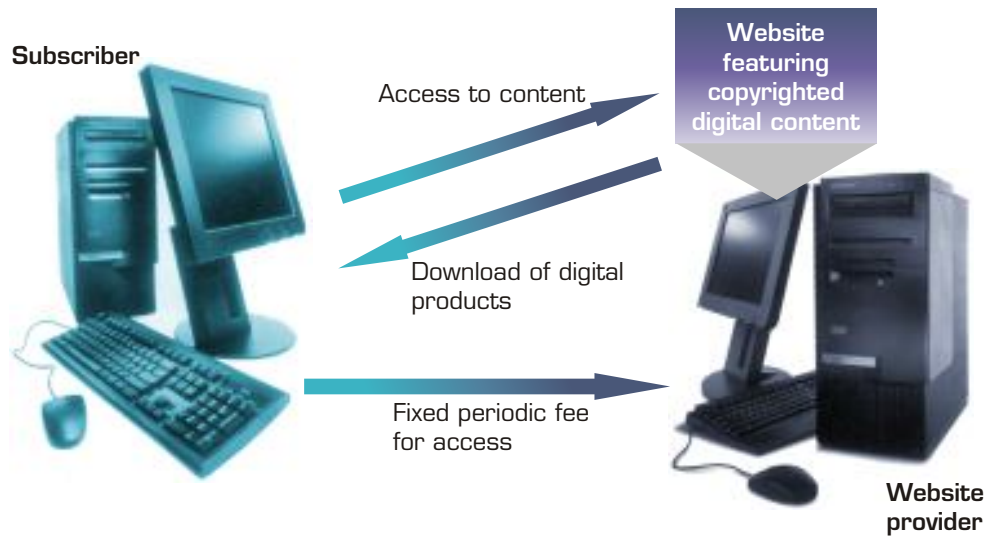 Subscriber
Website
featuring
copyrighted
digital content
Access to content
Download of digital
products
Fixed periodic fee
for access
Website
provider